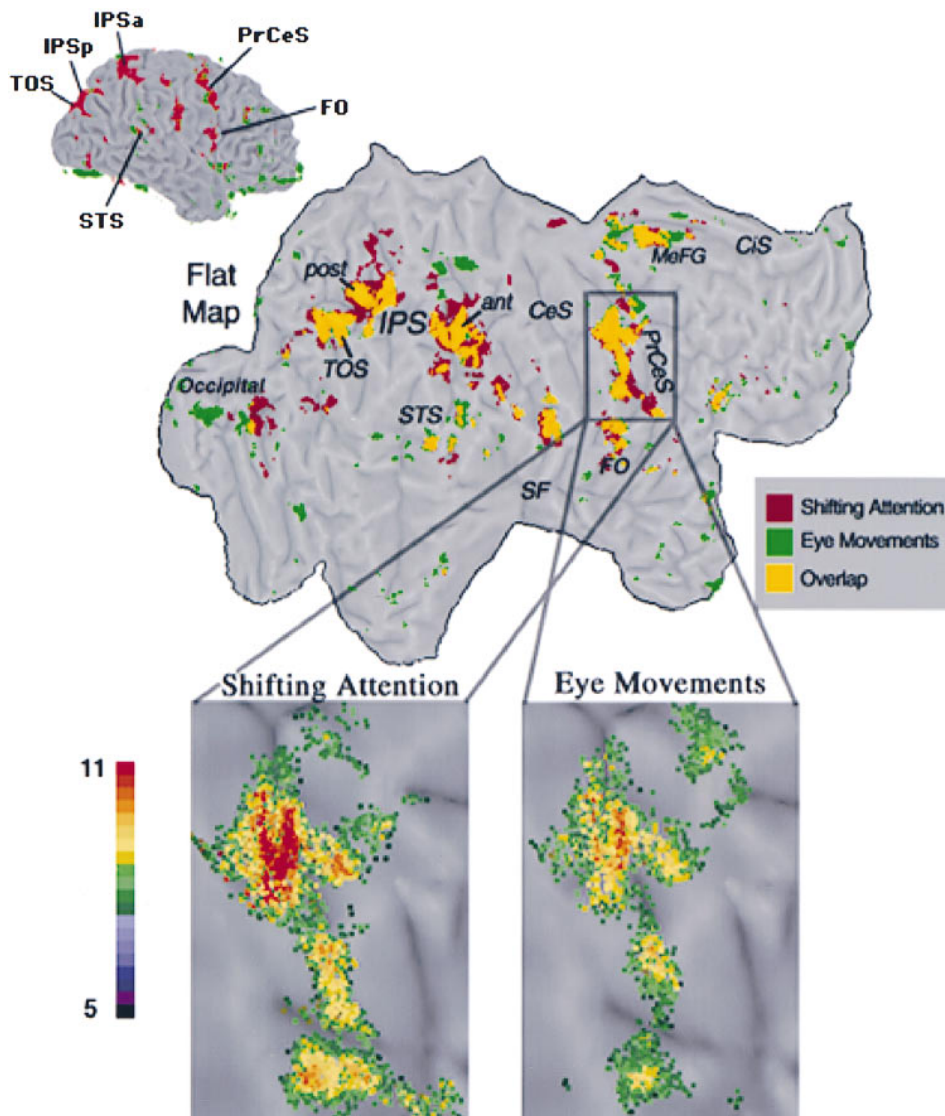 IPSa
IPSp
PrCeS
TOS
FO
STS
Flat
Map
post
IPS
ant
TOS
Occipital
STS
CeS
MeFG
CiS
PrCeS
FO
SF
Shifting Attention
Eye Movements
Overlap
Shifting Attention
Eye Movements
11
5